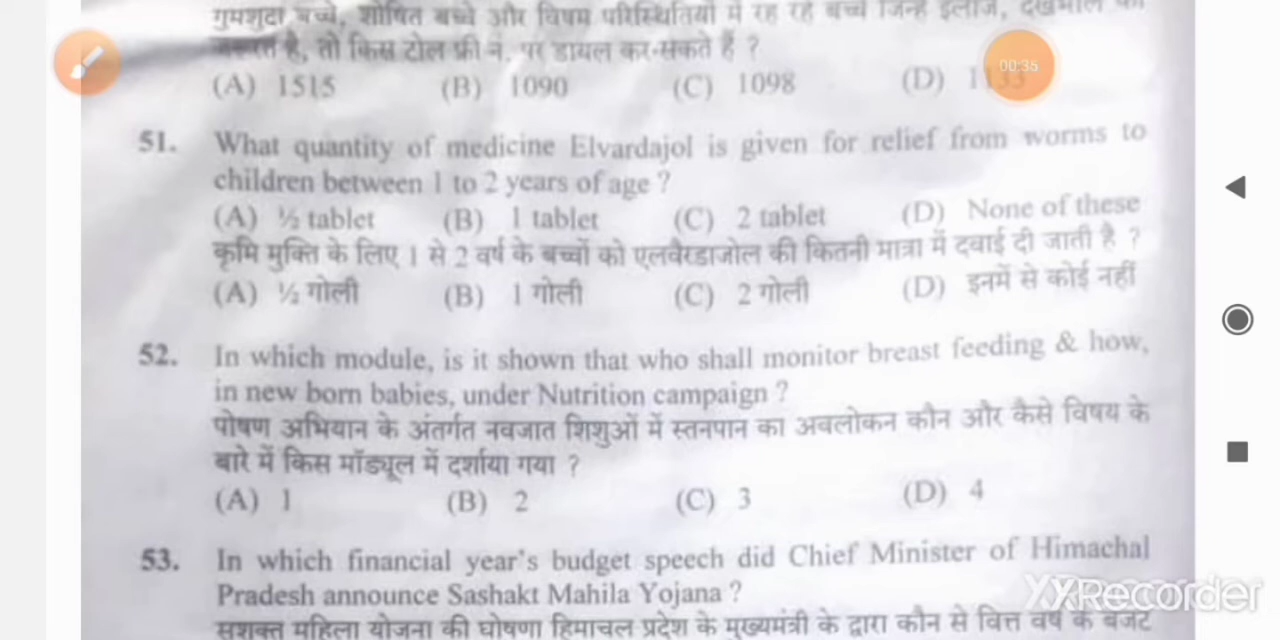 गुमशुदा बच्चे, शोषित बच्चे और विषम परिस्थितियों में रह रहे बच्चे जिन्हें इलाज, देखभाल
है, तो किस टोल फ्री नं. पर डायल कर सकते हैं ?
(A) 1515 (B) 1090 (C) 1098 (D)
00:35
51. What quantity of medicine Elvardajol is given for relief from worms to
children between 1 to 2 years of age ?
(A) ½ tablet (B) 1 tablet (C) 2 tablet (D) None of these
कृमि मुक्ति के लिए 1 से 2 वर्ष के बच्चों को एलवैरडाजोल की कितनी मात्रा में दवाई दी जाती है ?
(A) ½ गोली (B) 1 गोली (C) 2 गोली (D) इनमें से कोई नहीं
52. In which module, is it shown that who shall monitor breast feeding & how,
in new born babies, under Nutrition campaign ?
पोषण अभियान के अंतर्गत नवजात शिशुओं में स्तनपान का अवलोकन कौन और कैसे विषय के
बारे में किस मॉड्यूल में दर्शाया गया ?
(A) 1 (B) 2 (C) 3 (D) 4
53. In which financial year's budget speech did Chief Minister of Himachal
Pradesh announce Sashakt Mahila Yojana ?
सशक्त महिला योजना की घोषणा हिमाचल प्रदेश के मुख्यमंत्री के द्वारा कौन से वित्त वर्ष के बजट
XRecorder